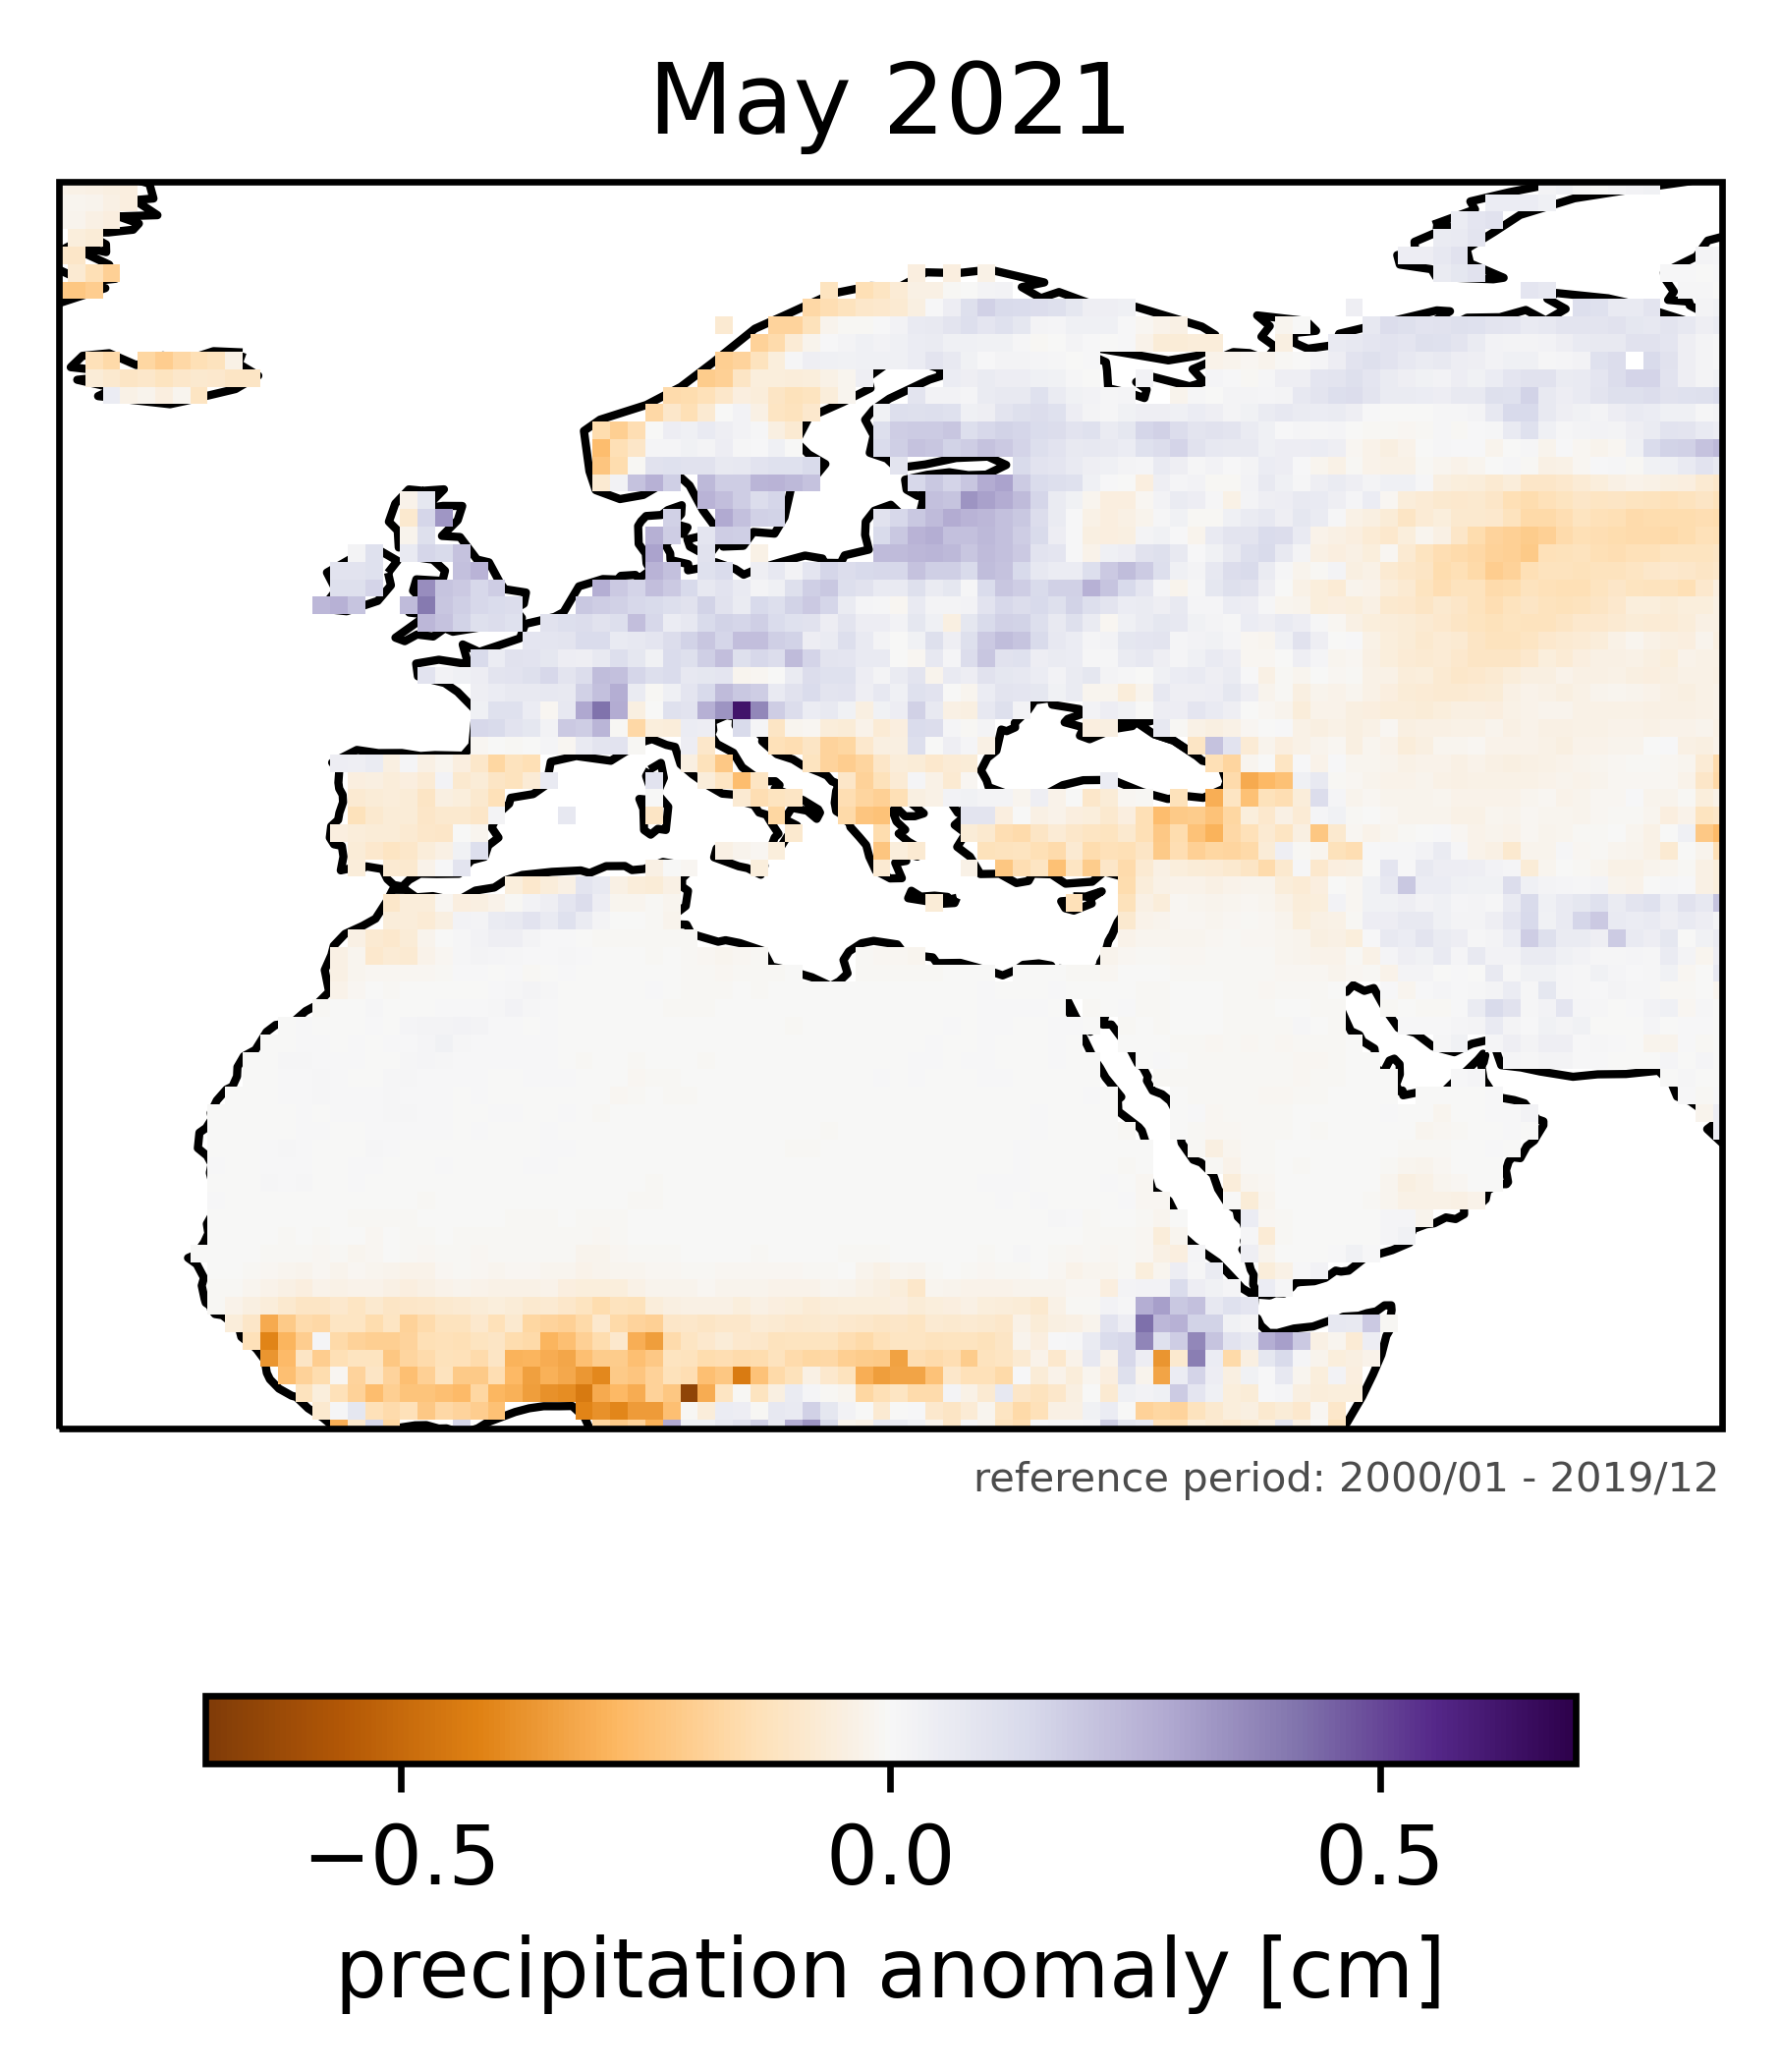 May 2021
reference period: 2000/01 - 2019/12
−0.5 0.0 0.5
precipitation anomaly [cm]